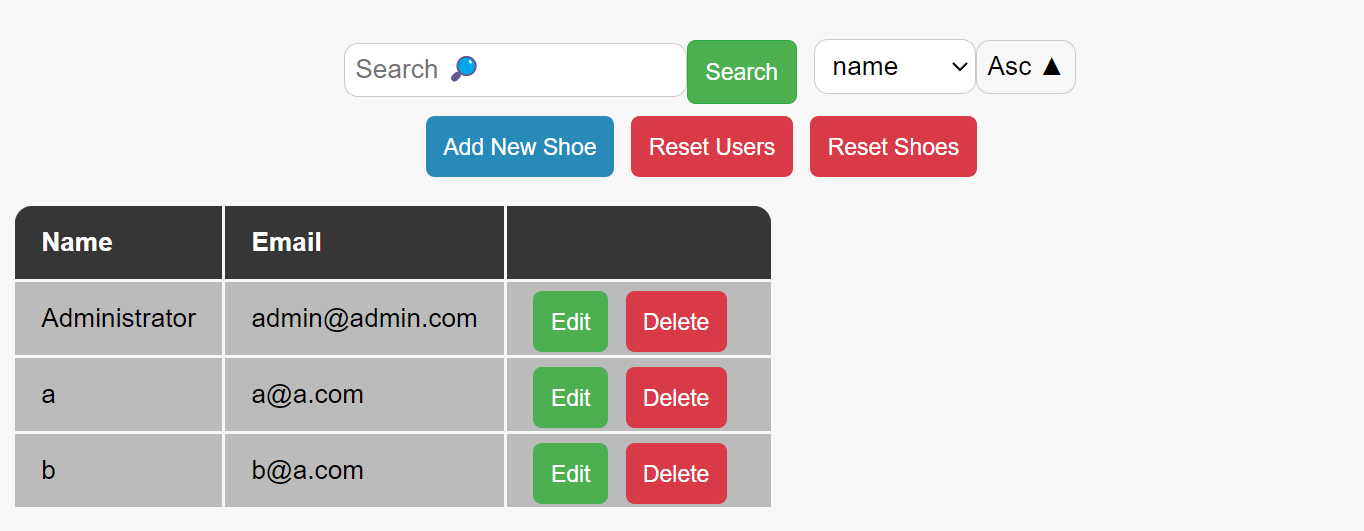 Search 🔎 Search name Asc ▲
Add New Shoe Reset Users Reset Shoes
Name Email
Administrator admin@admin.com Edit Delete
a a@a.com Edit Delete
b b@a.com Edit Delete